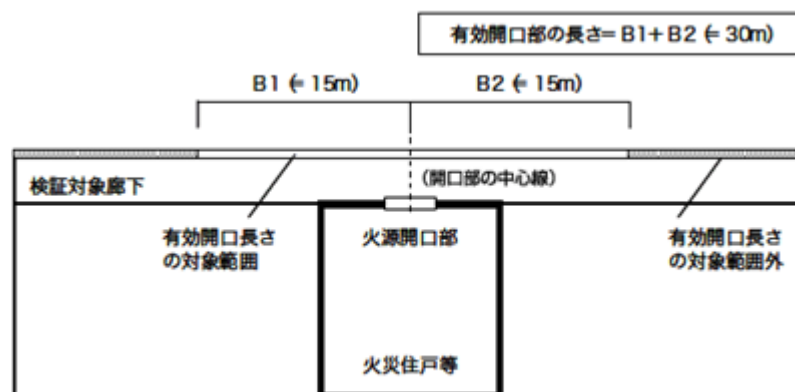 有効開口部の長さ= B1+ B2 (= 30m)
B1 (= 15m)
B2 (= 15m)
検証対象廊下
(開口部の中心線)
有効開口長さ
の対象範囲
火源開口部
有効開口長さ
の対象範囲外
火災住戸等